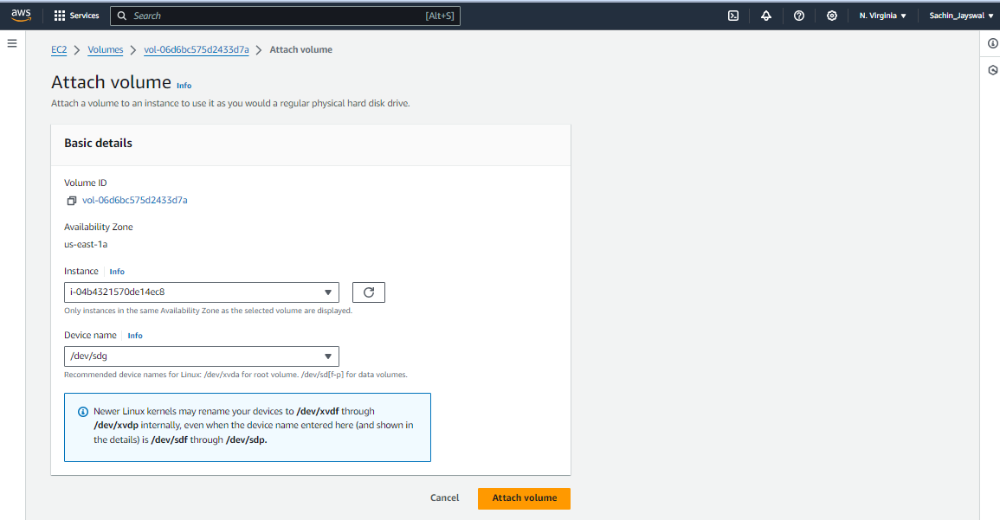 aws
Services
Search
[Alt+S]
N. Virginia
Sachin_Jayswal
EC2 > Volumes > vol-06d6bc575d2433d7a > Attach volume
Attach volume Info
Attach a volume to an instance to use it as you would a regular physical hard disk drive.
Basic details
Volume ID
vol-06d6bc575d2433d7a
Availability Zone
us-east-1a
Instance Info
i-04b4321570de14ec8
Only instances in the same Availability Zone as the selected volume are displayed.
Device name Info
/dev/sdg
Recommended device names for Linux: /dev/xvda for root volume. /dev/sd[f-p] for data volumes.
Newer Linux kernels may rename your devices to /dev/xvdf through
/dev/xvdp internally, even when the device name entered here (and shown in
the details) is /dev/sdf through /dev/sdp.
Cancel
Attach volume